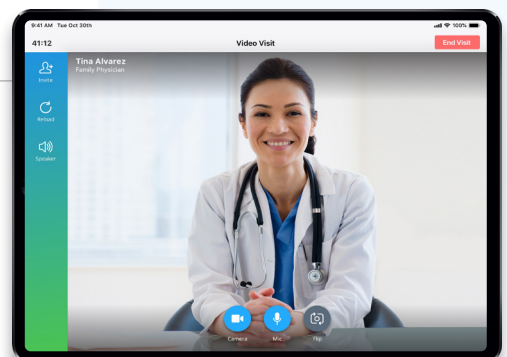 9:41 AM Tue Oct 30th
100%
41:12
Video Visit
End Visit
Tina Alvarez
Family Physician
Invite
Reload
Speaker
Camera
Mic
Flip